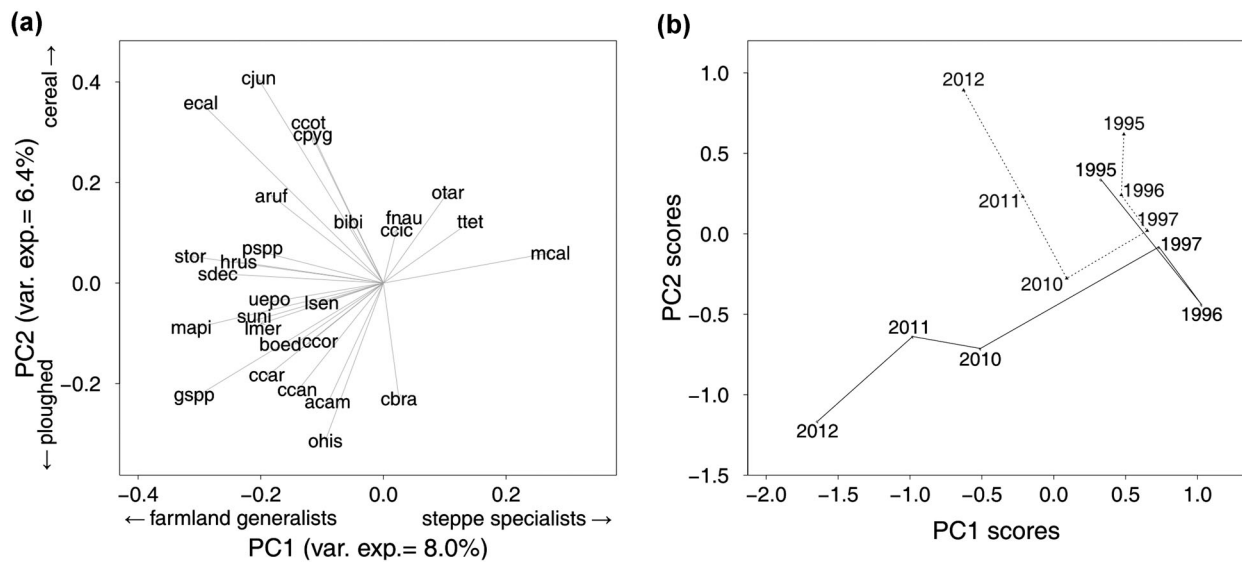 (a)
cereal →
PC2 (var. exp.= 6.4%)
← ploughed
0.4
0.2
0.0
−0.2
cjun
ecal
ccot
cpyg
aruf
otar
bibi
fnau
ttet
ccic
pspp
mcal
stor
hrus
sdec
uepo
lsen
suni
mapi
lmer
boed
ccor
ccar
gspp
ccan
acam
cbra
ohis
−0.4
−0.2
0.0
0.2
← farmland generalists
steppe specialists →
PC1 (var. exp.= 8.0%)
(b)
PC2 scores
1.0
0.5
0.0
−0.5
−1.0
−1.5
2012
1995
1995
1996
2011
1997
1997
2010
1996
2011
2010
2012
−2.0
−1.5
−1.0
−0.5
0.0
0.5
1.0
PC1 scores